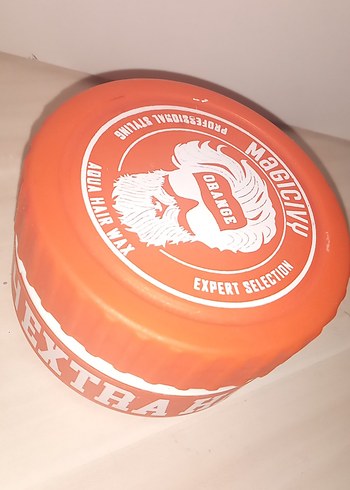 MAGICIVY
PROFESSIONAL STYLING
ORANGE
AQUA HAIR WAX
EXPERT SELECTION
EXTRA